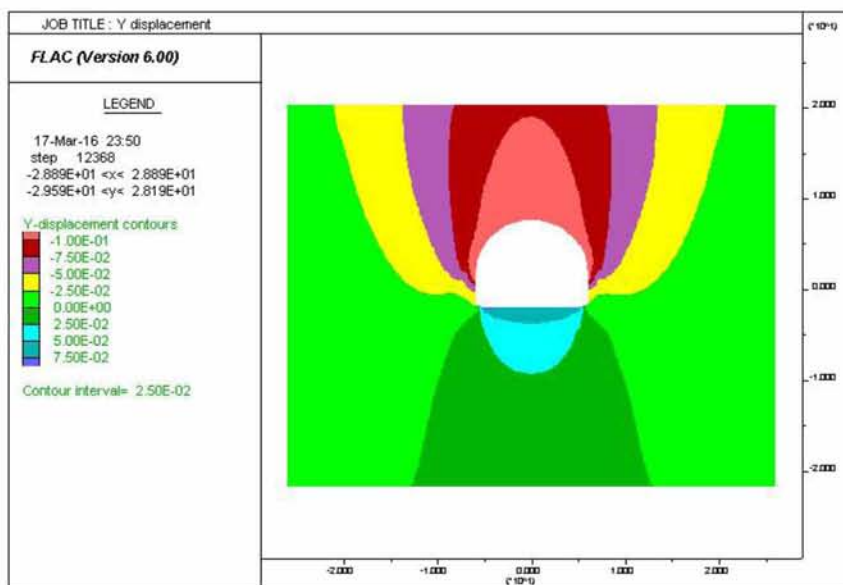 JOB TITLE : Y displacement
(*10^1)
FLAC (Version 6.00)
LEGEND
17-Mar-16 23:50
step 12368
-2.889E+01 <x< 2.889E+01
-2.959E+01 <y< 2.819E+01
Y-displacement contours
-1.00E-01
-7.50E-02
-5.00E-02
-2.50E-02
0.00E+00
2.50E-02
5.00E-02
7.50E-02
Contour interval= 2.50E-02
2.000
1.000
0.000
-1.000
-2.000
-2.000
-1.000
0.000
1.000
2.000
(*10^1)